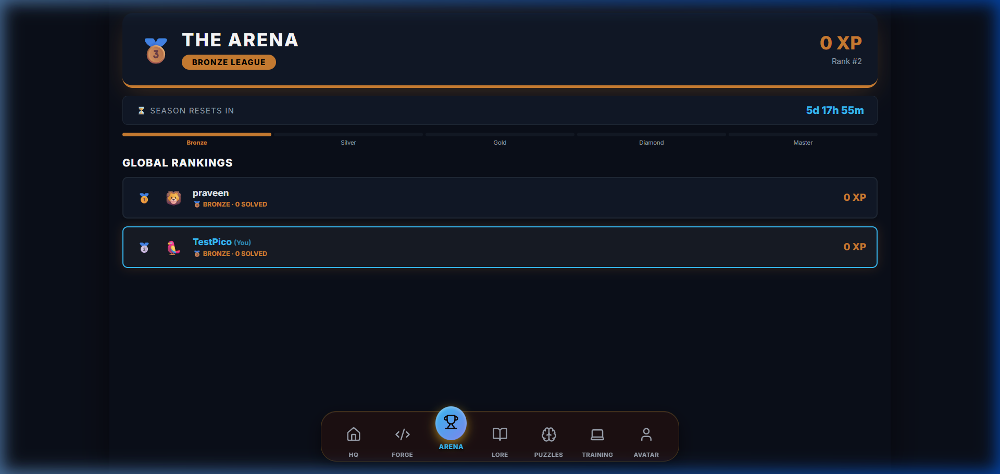 THE ARENA
BRONZE LEAGUE
0 XP
Rank #2
3
SEASON RESETS IN
5d 17h 55m
Bronze
Silver
Gold
Diamond
Master
GLOBAL RANKINGS
1
praveen
BRONZE · 0 SOLVED
0 XP
2
TestPico (You)
BRONZE · 0 SOLVED
0 XP
HQ
FORGE
ARENA
LORE
PUZZLES
TRAINING
AVATAR